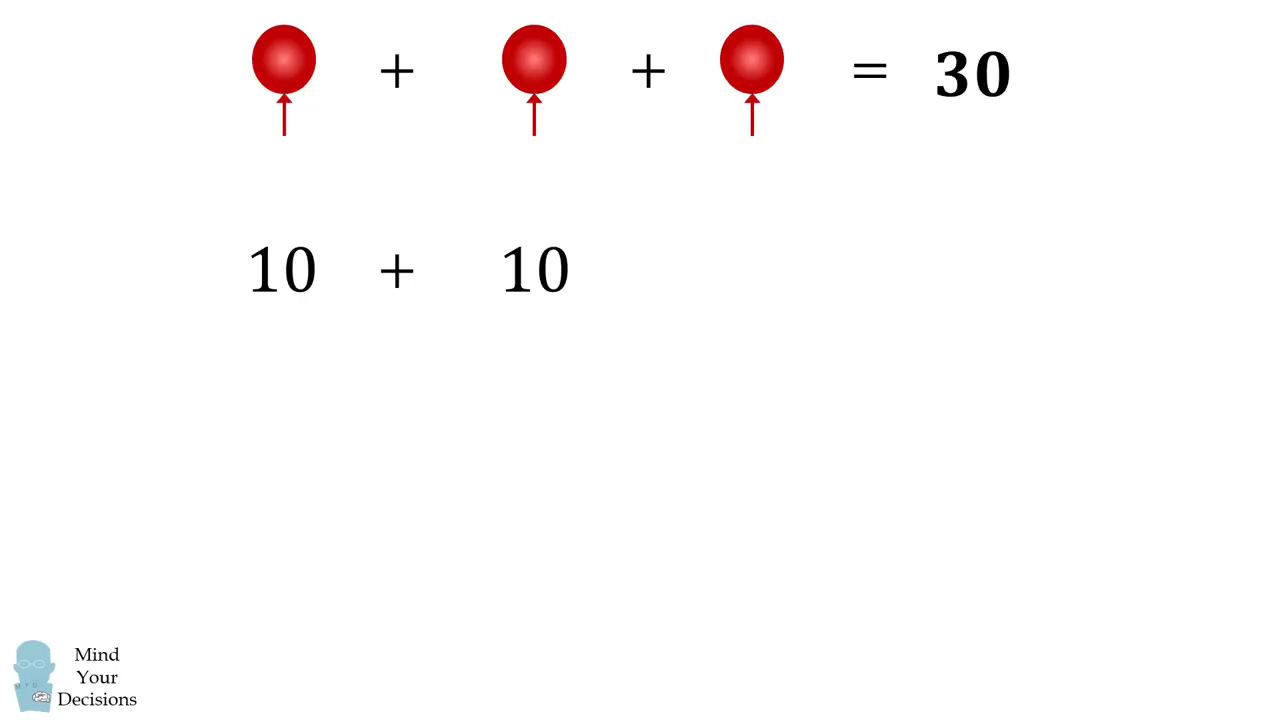 + + = 30
10 + 10
Mind
Your
Decisions